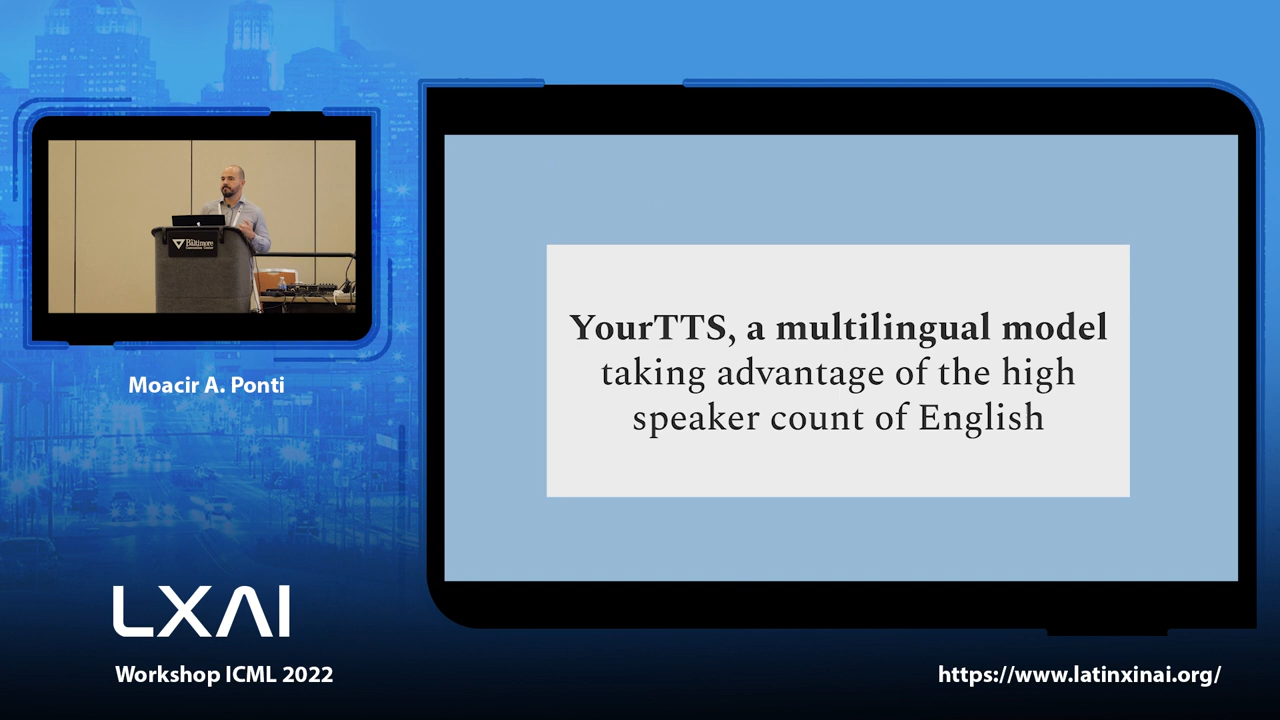 Baltimore
Moacir A. Ponti
YourTTS, a multilingual model
taking advantage of the high
speaker count of English
LXAI
Workshop ICML 2022
https://www.latinxinai.org/